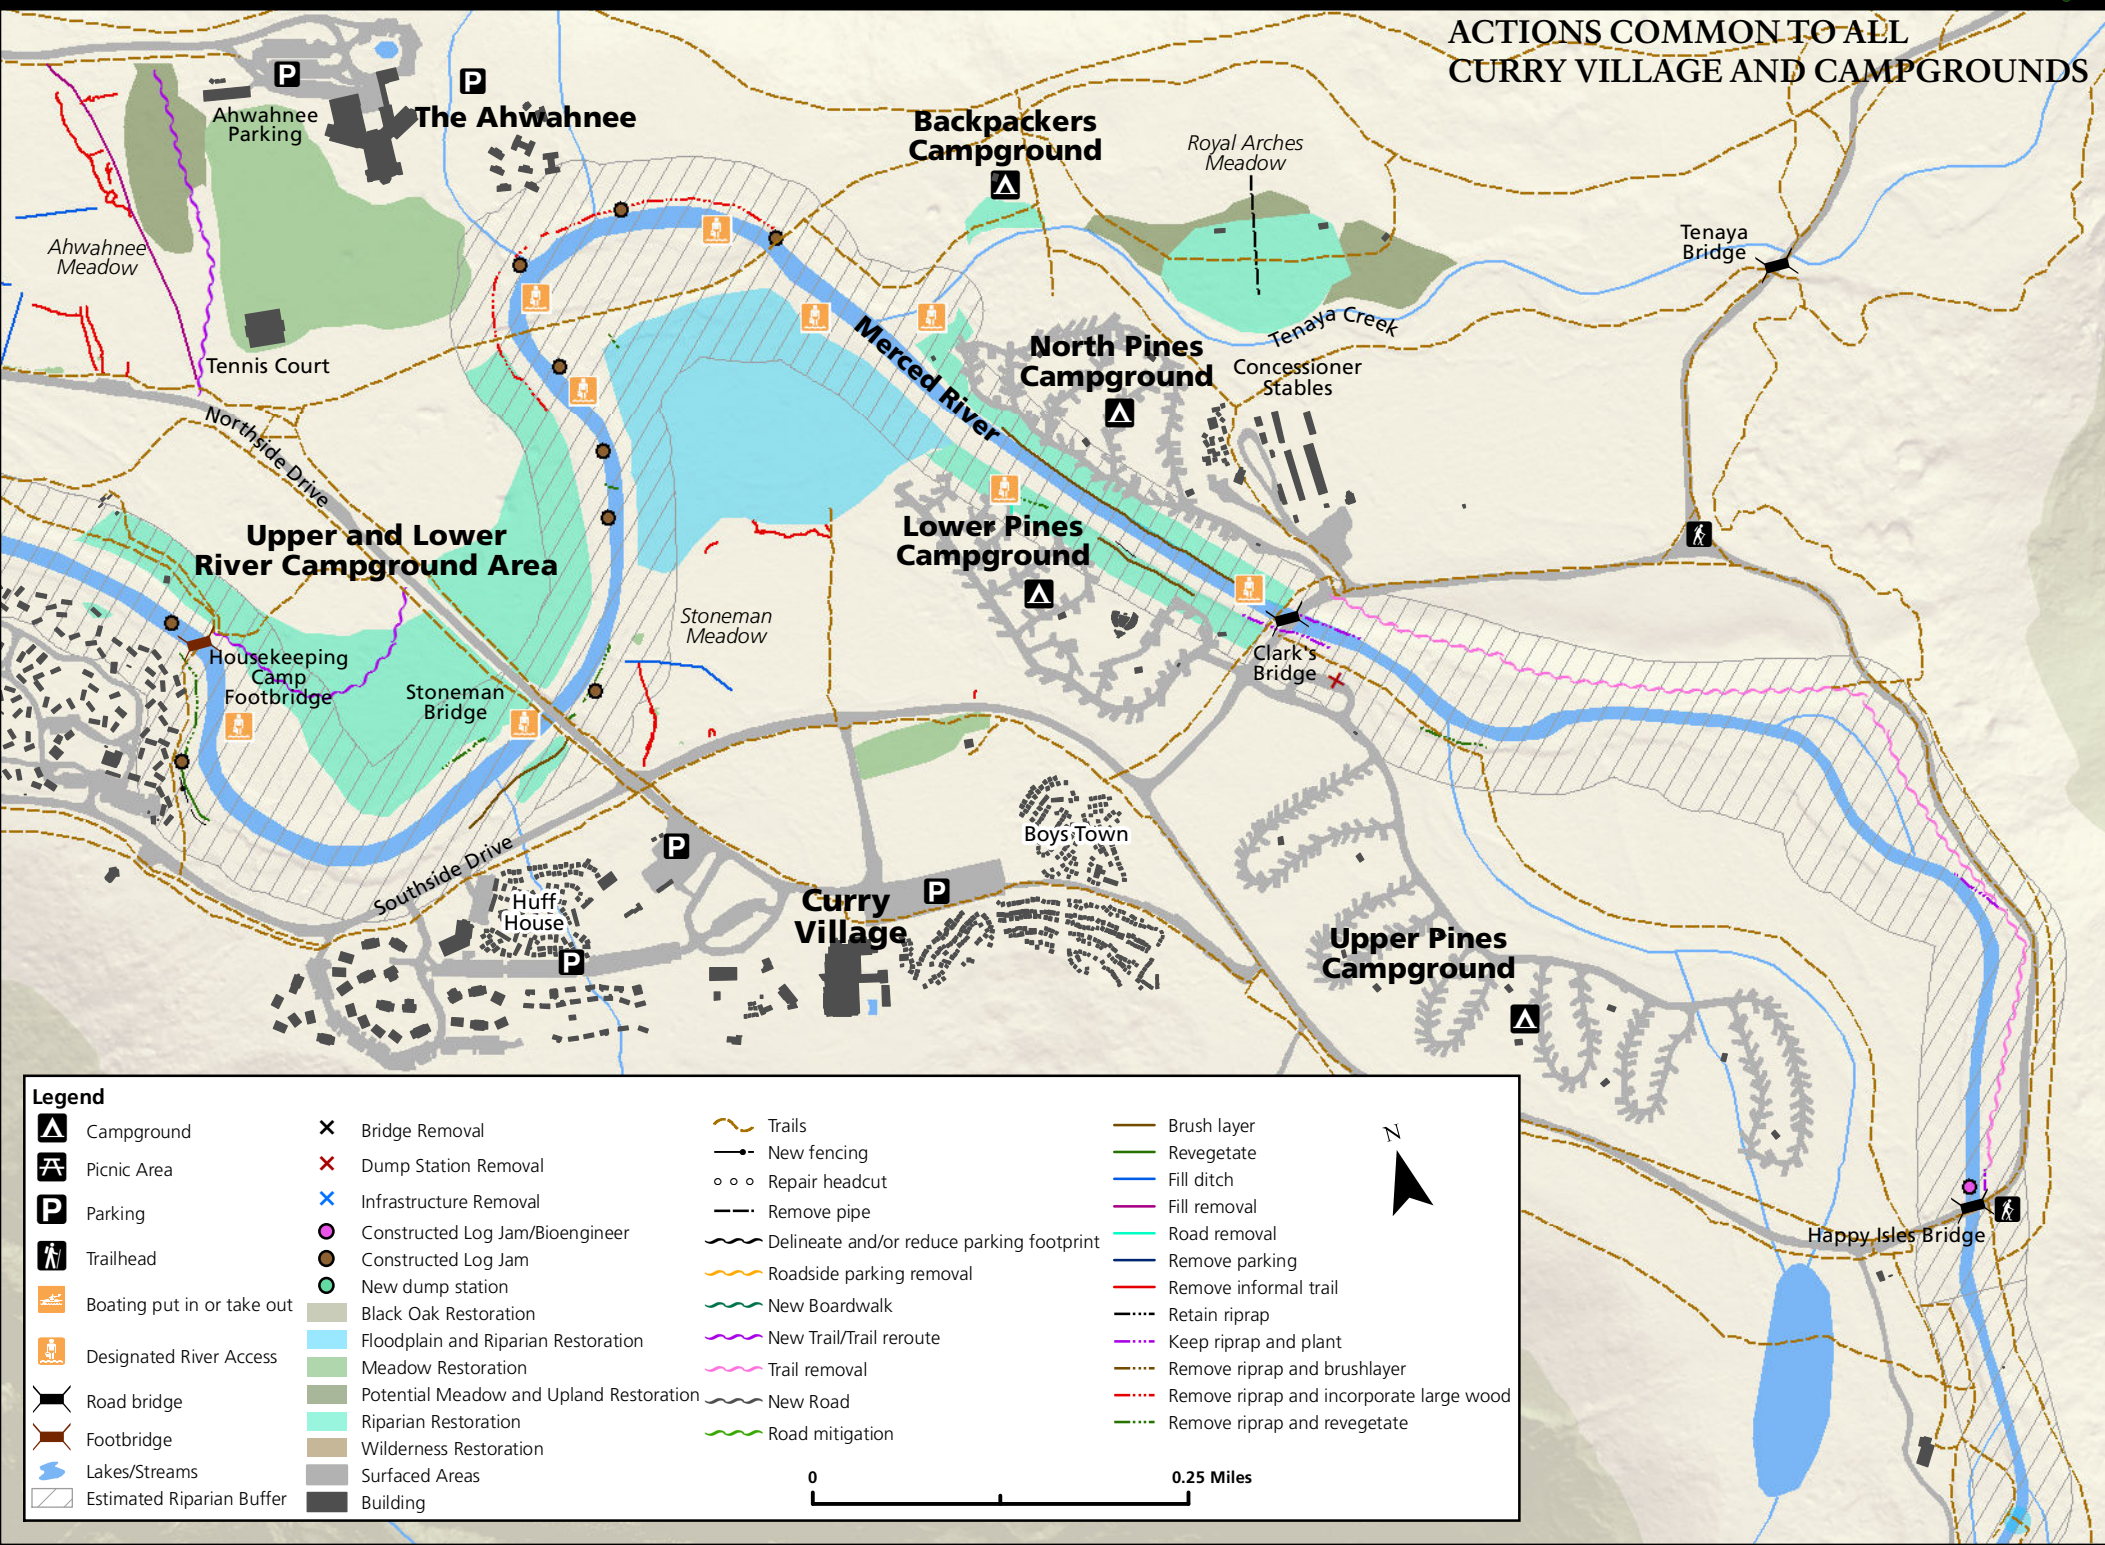 ACTIONS COMMON TO ALL
CURRY VILLAGE AND CAMPGROUNDS
P
P
Ahwahnee
Parking
The Ahwahnee
Backpackers
Campground
Royal Arches
Meadow
Tenaya
Bridge
Ahwahnee
Meadow
Tennis Court
Merced River
Tenaya Creek
North Pines
Campground
Concessioner
Stables
Northside Drive
Upper and Lower
River Campground Area
Lower Pines
Campground
Stoneman
Meadow
Housekeeping
Camp
Footbridge
Stoneman
Bridge
Clark's
Bridge
Southside Drive
P
Boys Town
Huff
House
P
Curry
Village
P
Upper Pines
Campground
Happy Isles Bridge
Legend
Campground
Picnic Area
P
Parking
Trailhead
Boating put in or take out
Designated River Access
Road bridge
Footbridge
Lakes/Streams
Estimated Riparian Buffer
Bridge Removal
Dump Station Removal
Infrastructure Removal
Constructed Log Jam/Bioengineer
Constructed Log Jam
New dump station
Black Oak Restoration
Floodplain and Riparian Restoration
Meadow Restoration
Potential Meadow and Upland Restoration
Riparian Restoration
Wilderness Restoration
Surfaced Areas
Building
Trails
New fencing
Repair headcut
Remove pipe
Delineate and/or reduce parking footprint
Roadside parking removal
New Boardwalk
New Trail/Trail reroute
Trail removal
New Road
Road mitigation
Brush layer
Revegetate
Fill ditch
Fill removal
Road removal
Remove parking
Remove informal trail
Retain riprap
Keep riprap and plant
Remove riprap and brushlayer
Remove riprap and incorporate large wood
Remove riprap and revegetate
N
0
0.25 Miles